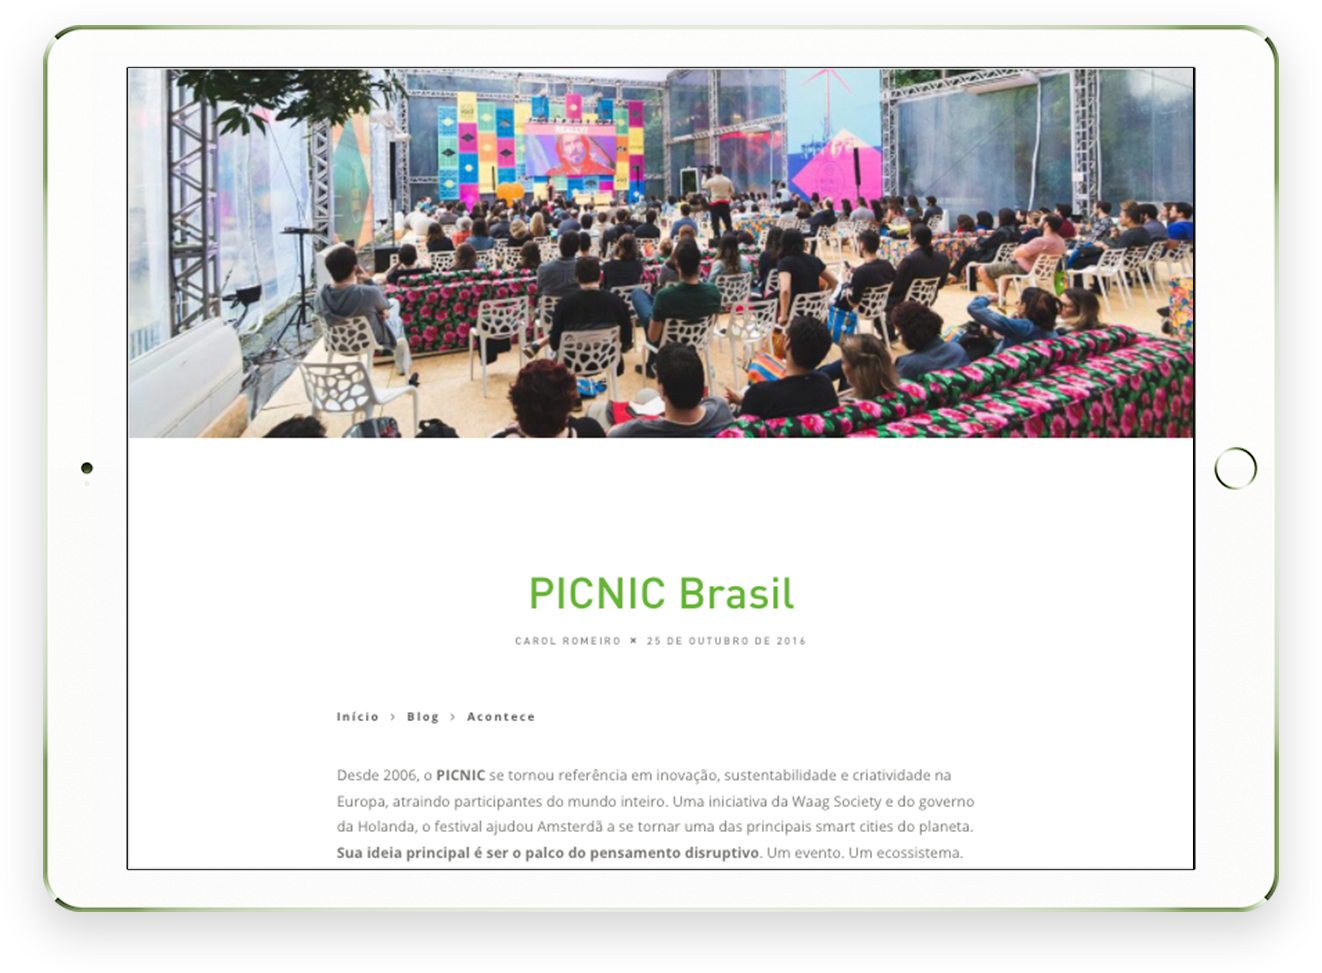 PICNIC Brasil
CAROL ROMEIRO ✖ 25 DE OUTUBRO DE 2016
Início > Blog > Acontece
Desde 2006, o PICNIC se tornou referência em inovação, sustentabilidade e criatividade na
Europa, atraindo participantes do mundo inteiro. Uma iniciativa da Waag Society e do governo
da Holanda, o festival ajudou Amsterdã a se tornar uma das principais smart cities do planeta.
Sua ideia principal é ser o palco do pensamento disruptivo. Um evento. Um ecossistema.